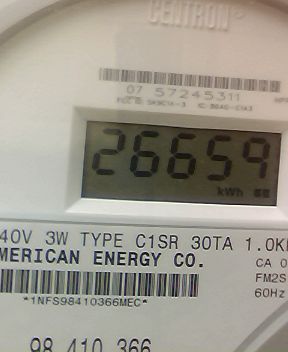 CENTRON®
07 57245311
26659
kWh
40V 3W TYPE C1SR 30TA 1.0K
MERICAN ENERGY CO.
CA 0
FM2S
60Hz
*1NFS98410366MEC*
98 410 366